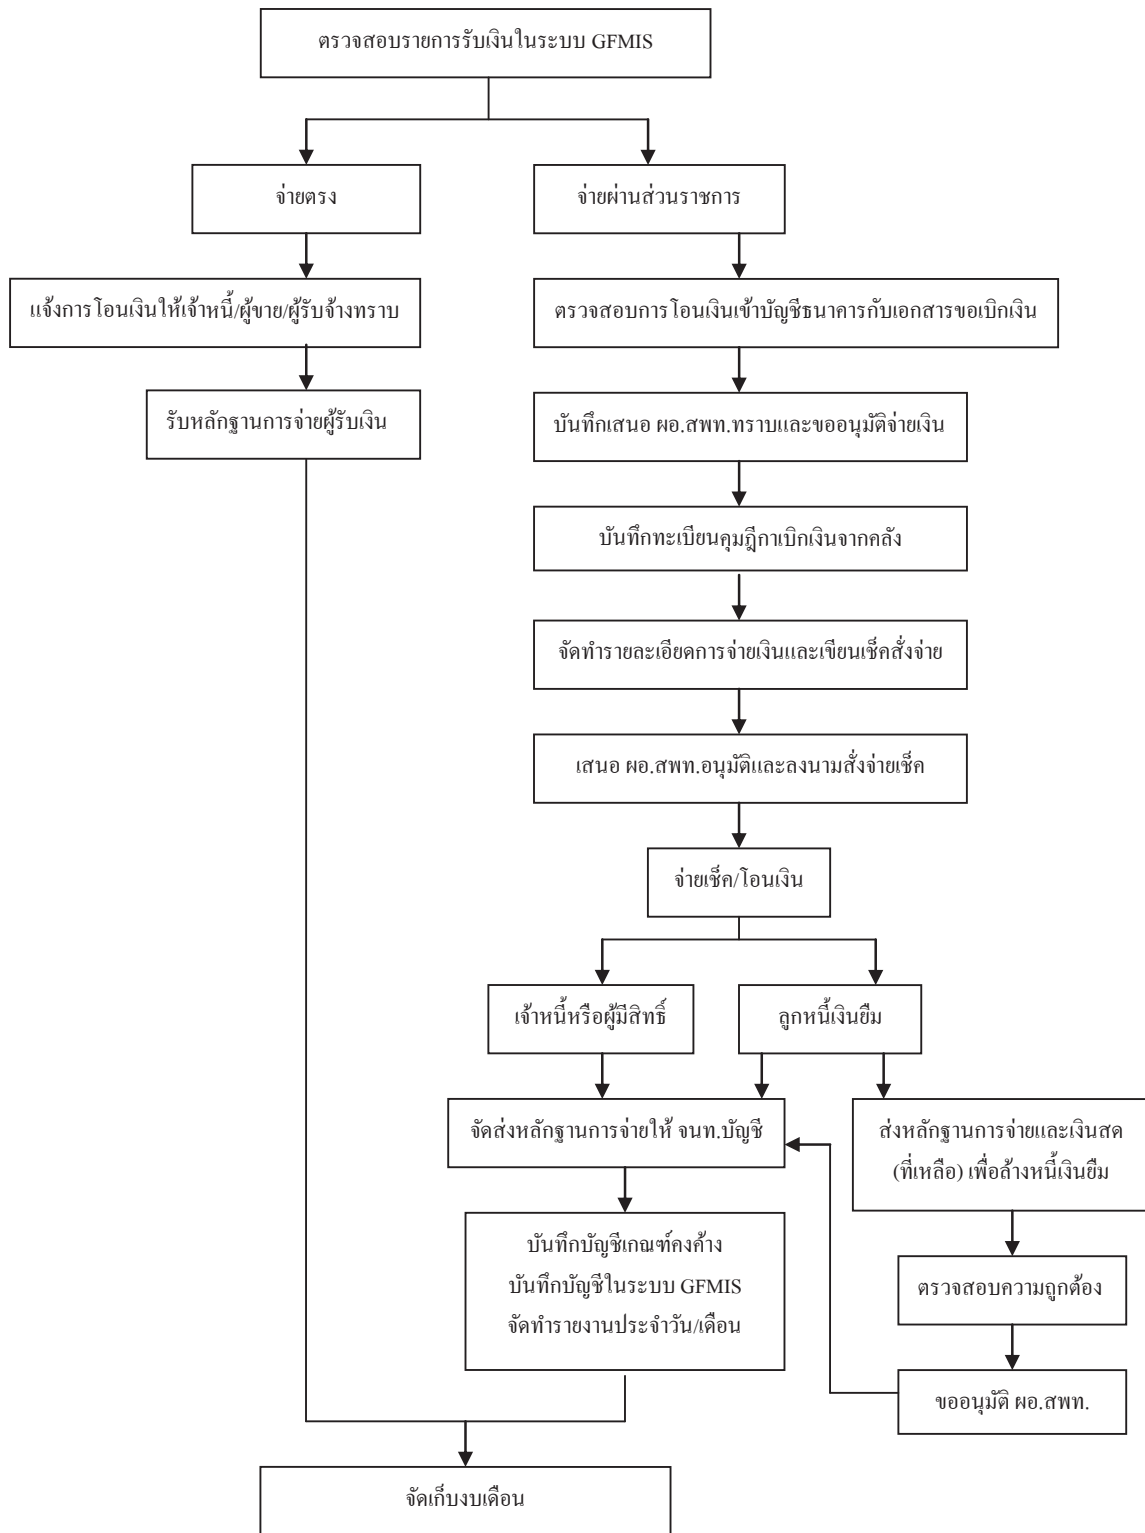 ตรวจสอบรายการรับเงินในระบบ GFMIS
จ่ายตรง
จ่ายผ่านส่วนราชการ
แจ้งการโอนเงินให้เจ้าหนี้/ผู้ขาย/ผู้รับจ้างทราบ
ตรวจสอบการโอนเงินเข้าบัญชีธนาคารกับเอกสารขอเบิกเงิน
รับหลักฐานการจ่ายผู้รับเงิน
บันทึกเสนอ ผอ.สพท.ทราบและขออนุมัติจ่ายเงิน
บันทึกทะเบียนคุมฎีกาเบิกเงินจากคลัง
จัดทำรายละเอียดการจ่ายเงินและเขียนเช็คสั่งจ่าย
เสนอ ผอ.สพท.อนุมัติและลงนามสั่งจ่ายเช็ค
จ่ายเช็ค/โอนเงิน
เจ้าหนี้หรือผู้มีสิทธิ์
ลูกหนี้เงินยืม
จัดส่งหลักฐานการจ่ายให้ จนท.บัญชี
ส่งหลักฐานการจ่ายและเงินสด
(ที่เหลือ) เพื่อล้างหนี้เงินยืม
บันทึกบัญชีเกณฑ์คงค้าง
บันทึกบัญชีในระบบ GFMIS
จัดทำรายงานประจำวัน/เดือน
ตรวจสอบความถูกต้อง
ขออนุมัติ ผอ.สพท.
จัดเก็บงบเดือน